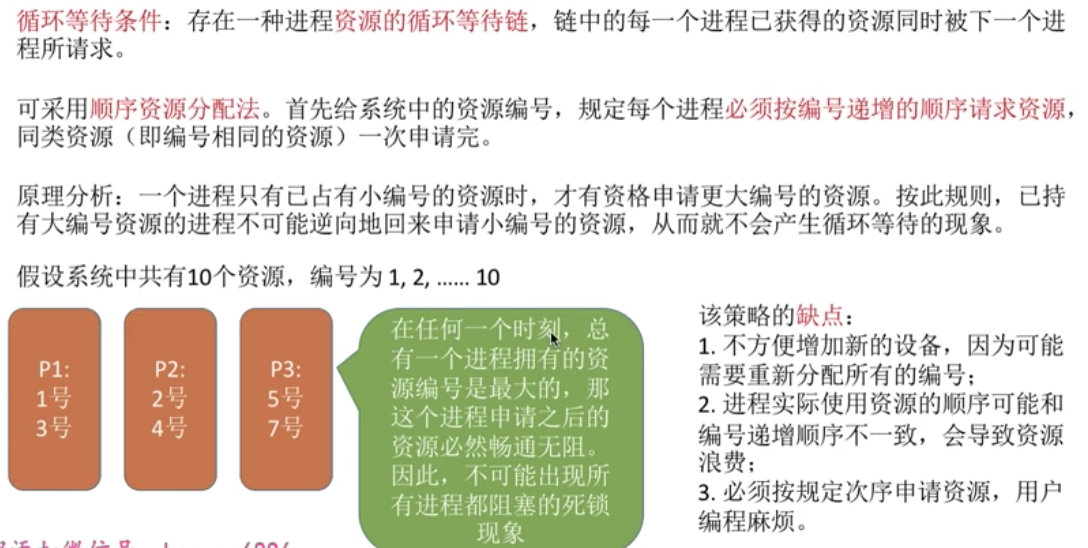 循环等待条件：存在一种进程资源的循环等待链，链中的每一个进程已获得的资源同时被下一个进
程所请求。
可采用顺序资源分配法。首先给系统中的资源编号，规定每个进程必须按编号递增的顺序请求资源，
同类资源（即编号相同的资源）一次申请完。
原理分析：一个进程只有已占有小编号的资源时，才有资格申请更大编号的资源。按此规则，已持
有大编号资源的进程不可能逆向地回来申请小编号的资源，从而就不会产生循环等待的现象。
假设系统中共有10个资源，编号为 1, 2, ...... 10
P1:
1号
3号
P2:
2号
4号
P3:
5号
7号
在任何一个时刻，总
有一个进程拥有的资
源编号是最大的，那
这个进程申请之后的
资源必然畅通无阻。
因此，不可能出现所
有进程都阻塞的死锁
现象
该策略的缺点：
1. 不方便增加新的设备，因为可能
需要重新分配所有的编号；
2. 进程实际使用资源的顺序可能和
编号递增顺序不一致，会导致资源
浪费；
3. 必须按规定次序申请资源，用户
编程麻烦。